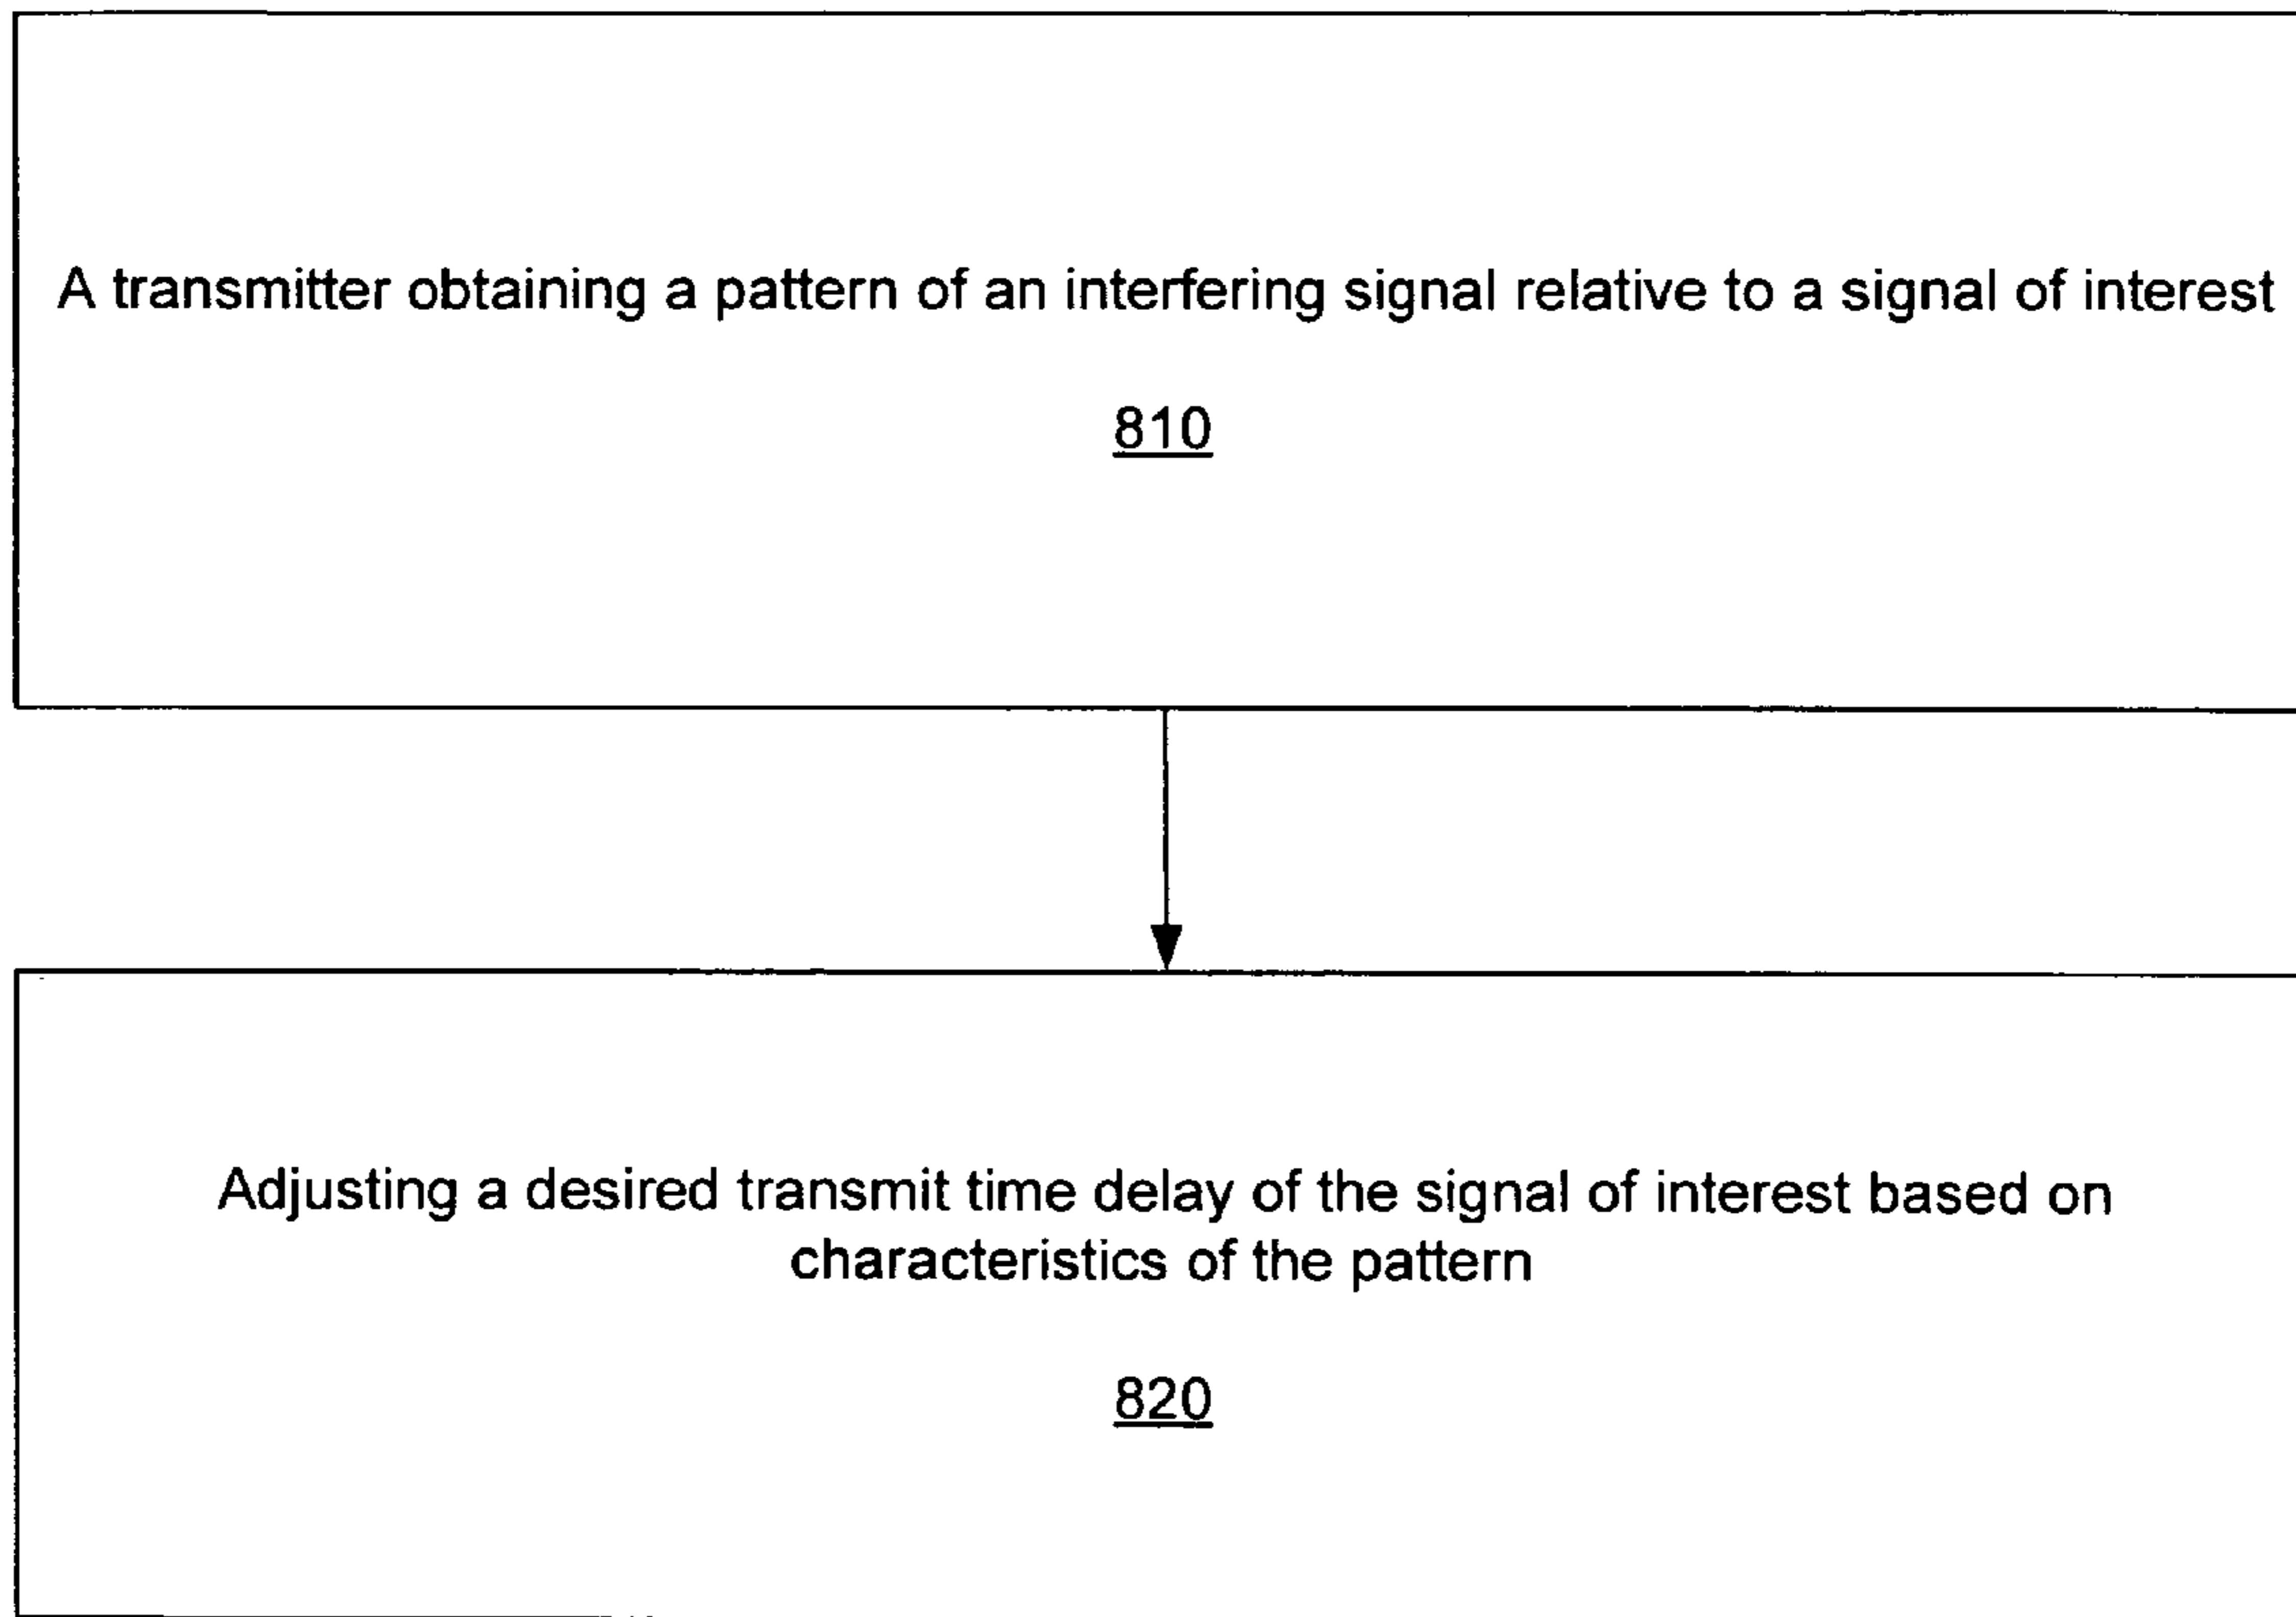 A transmitter obtaining a pattern of an interfering signal relative to a signal of interest
810
Adjusting a desired transmit time delay of the signal of interest based on
characteristics of the pattern
820